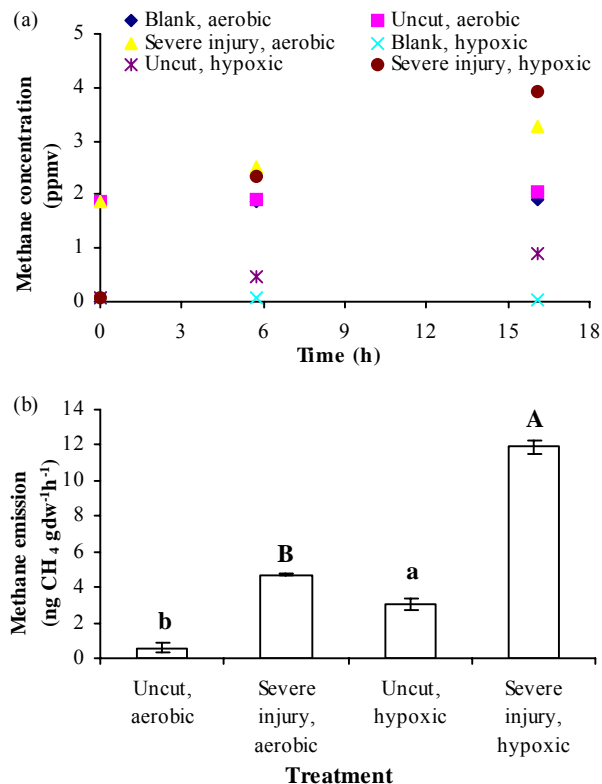 (a)
Blank, aerobic
Uncut, aerobic
Severe injury, aerobic
Blank, hypoxic
Uncut, hypoxic
Severe injury, hypoxic
Methane concentration
(ppmv)
5
4
3
2
1
0
0 3 6 9 12 15 18
Time (h)
(b)
Methane emission
(ng CH₄ gdw⁻¹h⁻¹)
14
12
10
8
6
4
2
0
b
B
a
A
Uncut,
aerobic
Severe
injury,
aerobic
Uncut,
hypoxic
Severe
injury,
hypoxic
Treatment